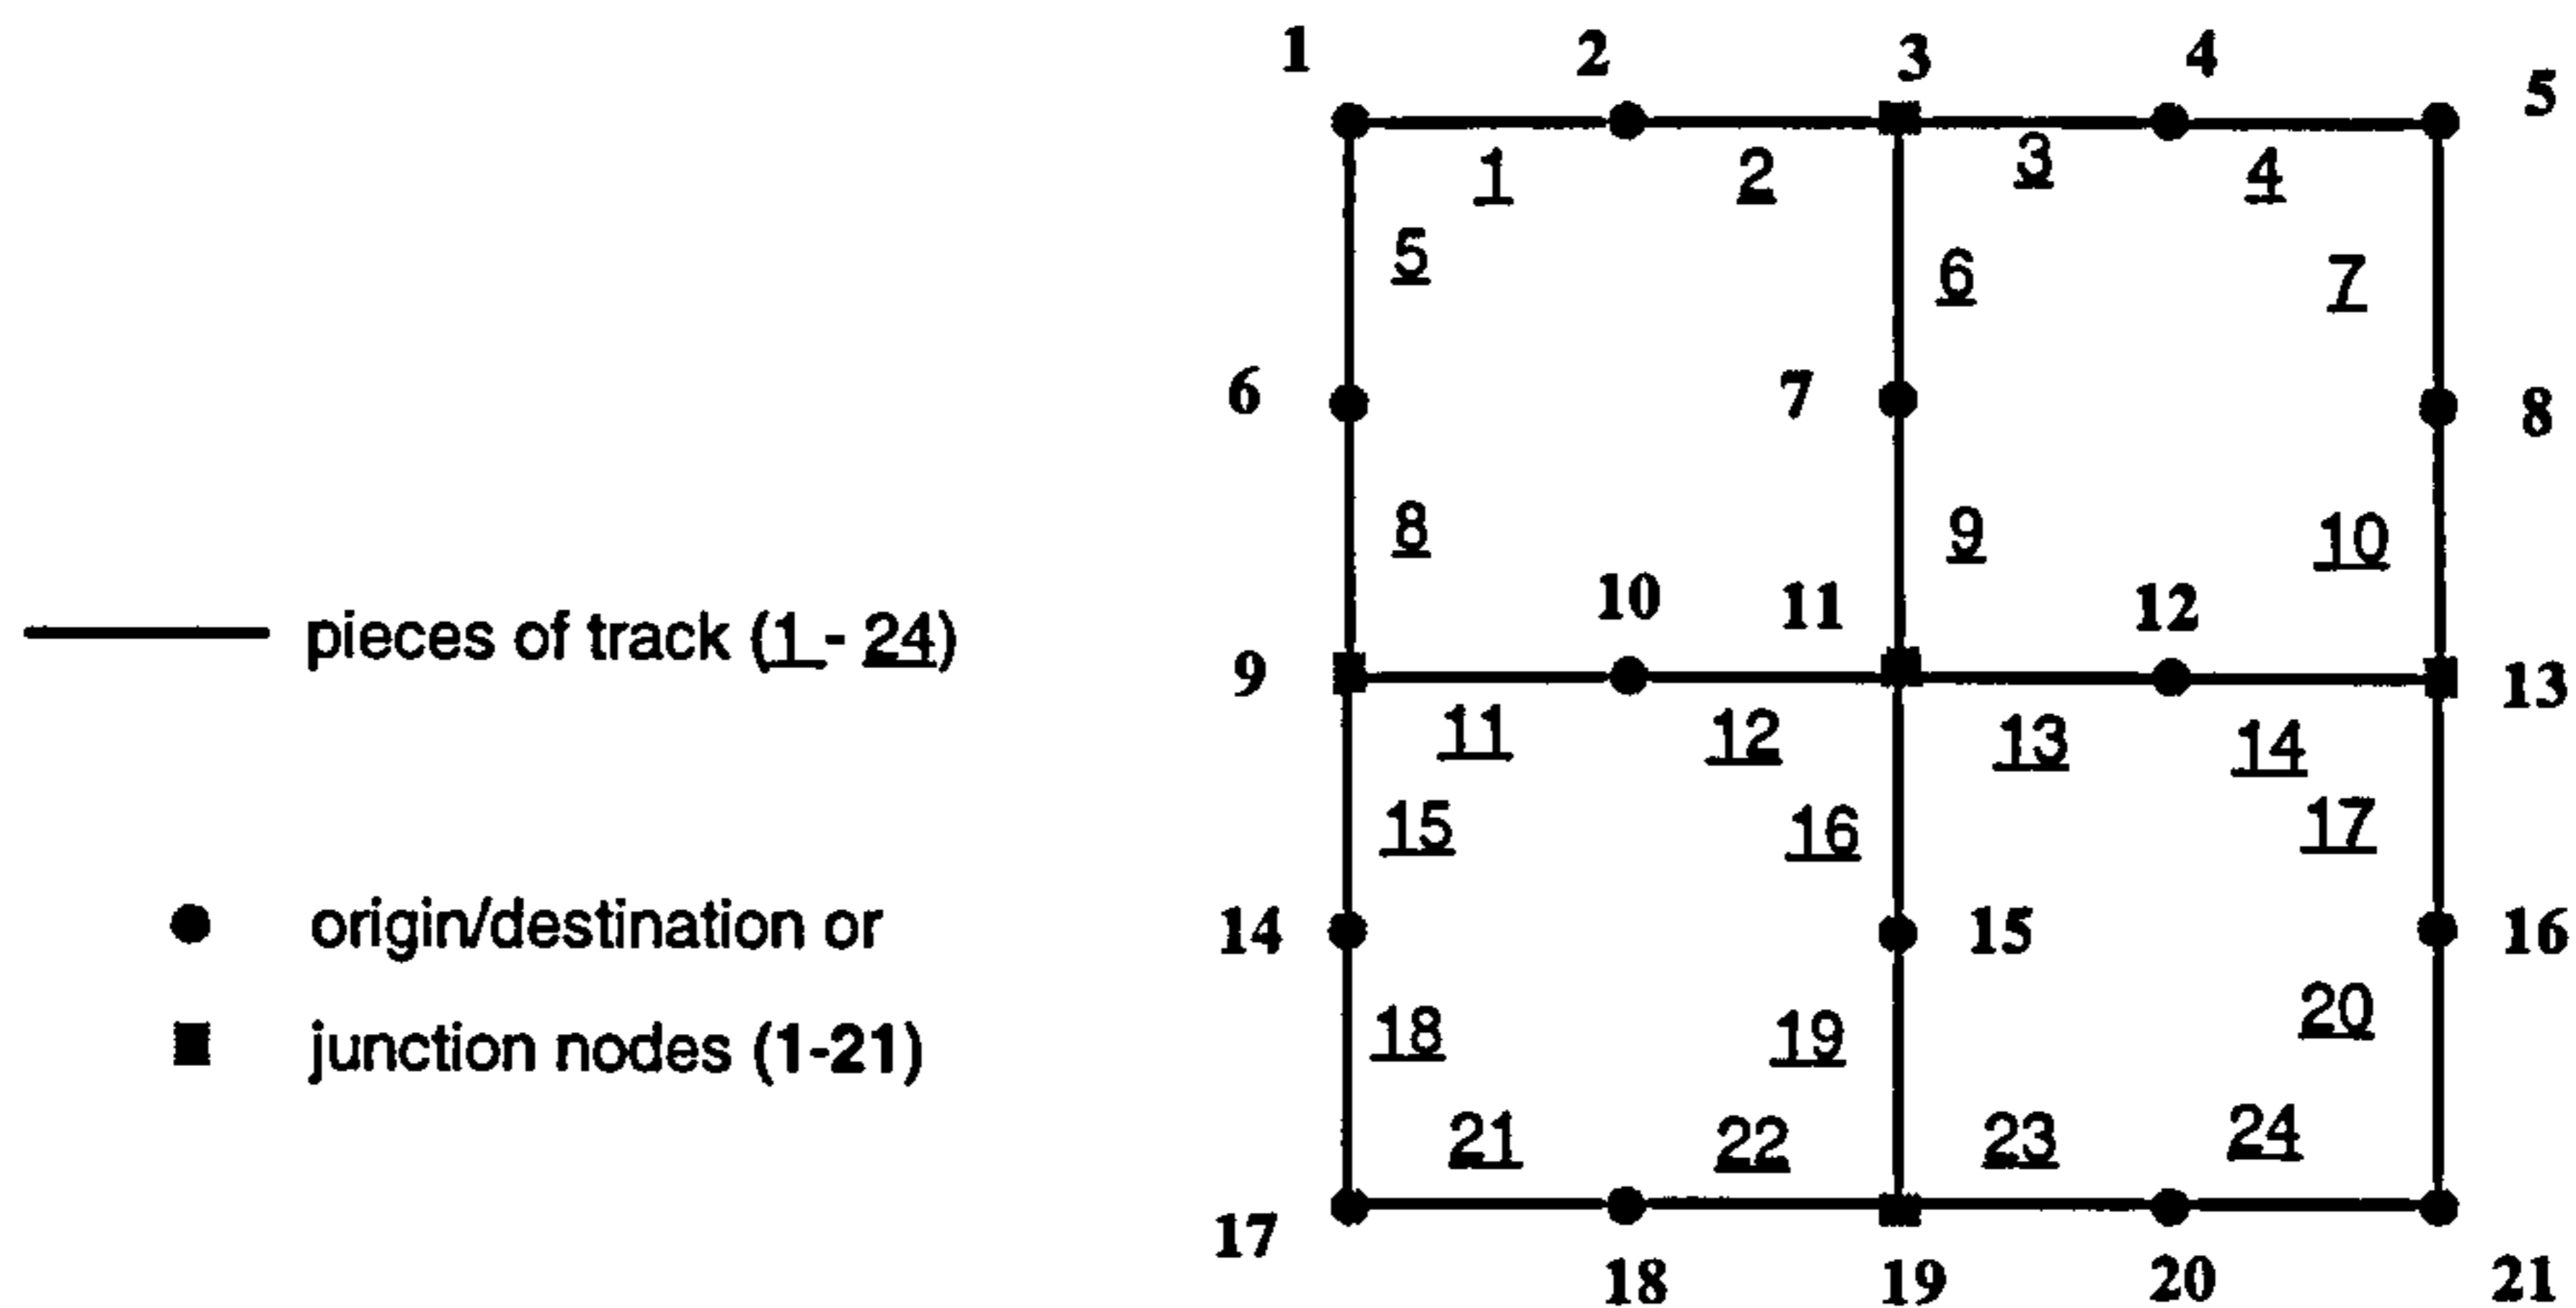 1 2 3 4 5
1 2 3 4
5 6 7
6 7 8
8 9 10
10 11 12
pieces of track (1 - 24)
9 13
11 12 13 14
15 16 17
origin/destination or
14 15 16
18 19 20
junction nodes (1-21)
21 22 23 24
17 18 19 20 21